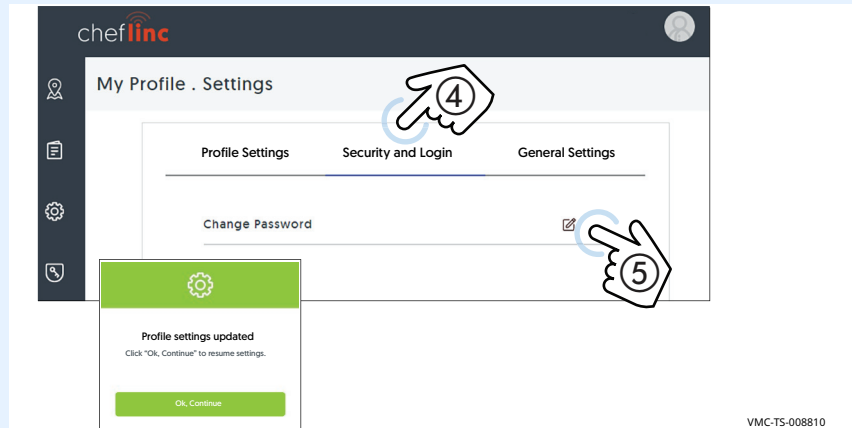 cheflinc
My Profile . Settings
4
Profile Settings Security and Login General Settings
Change Password
5
Profile settings updated
Click "Ok, Continue" to resume settings.
Ok, Continue
VMC-TS-008810